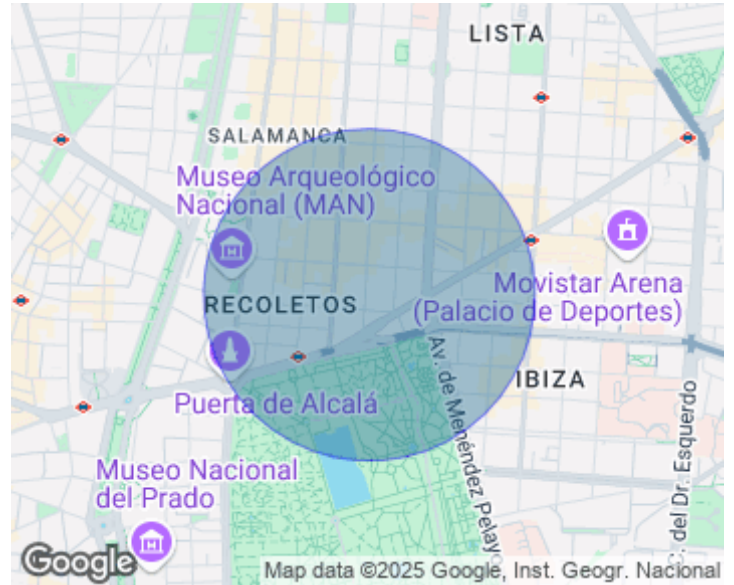 LISTA
SALAMANCA
Museo Arqueológico
Nacional (MAN)
Movistar Arena
(Palacio de Deportes)
RECOLETOS
Av. de Menéndez Pelayo
IBIZA
Puerta de Alcalá
C. del Dr. Esquerdo
Museo Nacional
del Prado
Google
Map data ©2025 Google, Inst. Geogr. Nacional